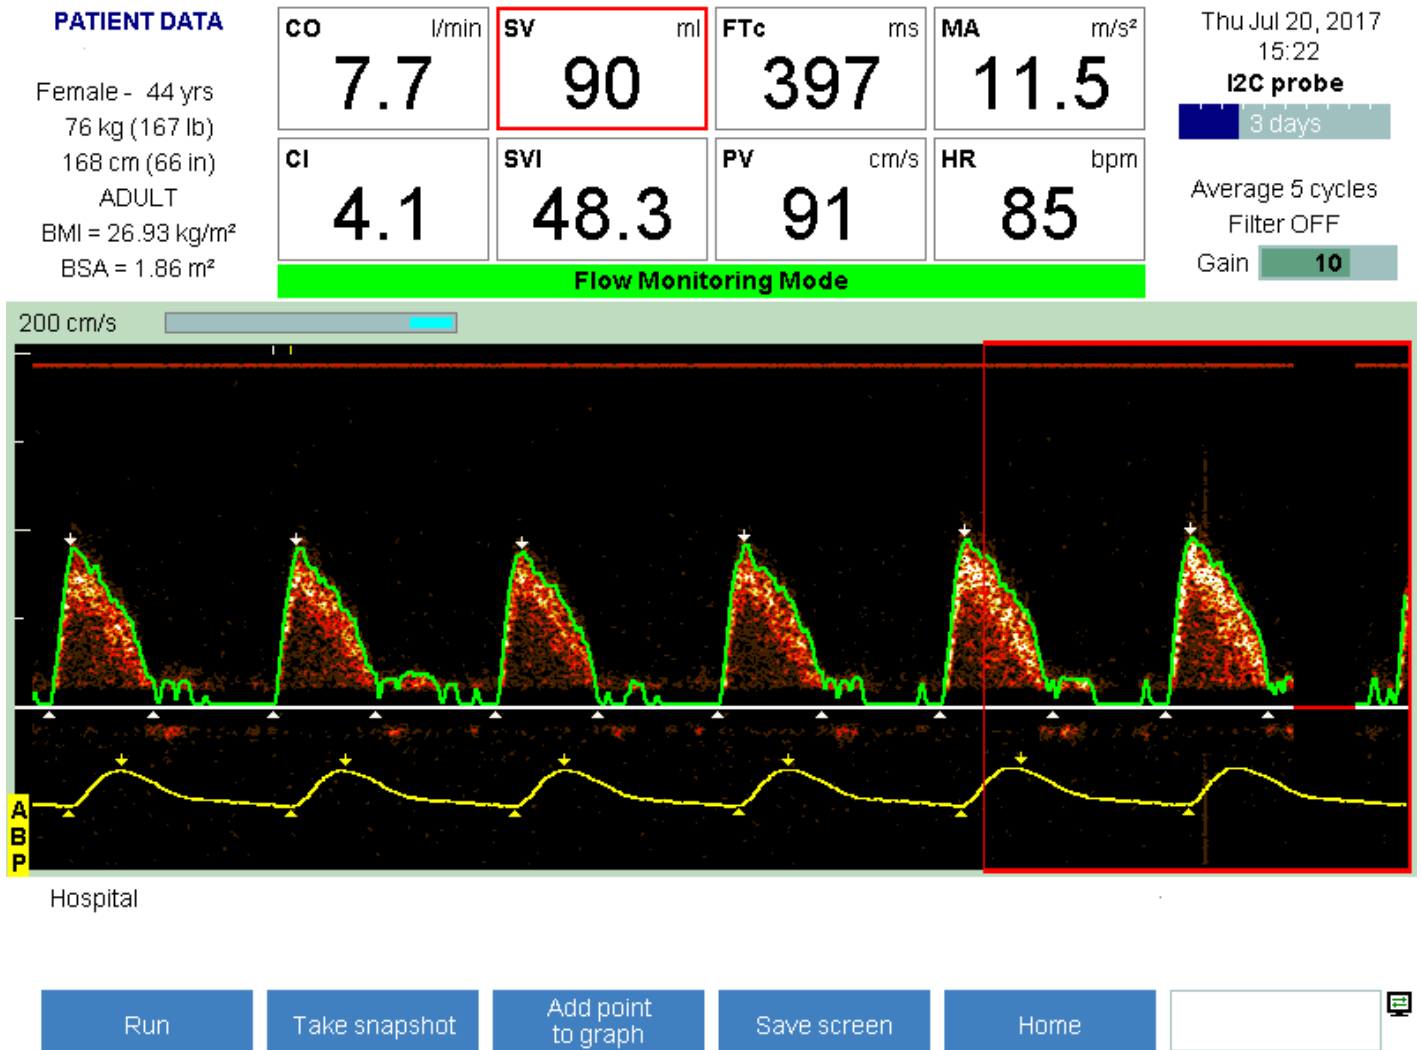 PATIENT DATA
Female - 44 yrs
76 kg (167 lb)
168 cm (66 in)
ADULT
BMI = 26.93 kg/m²
BSA = 1.86 m²
CO l/min
7.7
SV ml
90
FTc ms
397
MA m/s²
11.5
CI
4.1
SVI
48.3
PV cm/s
91
HR bpm
85
Flow Monitoring Mode
Thu Jul 20, 2017
15:22
I2C probe
3 days
Average 5 cycles
Filter OFF
Gain 10
200 cm/s
A
B
P
Hospital
Run
Take snapshot
Add point
to graph
Save screen
Home